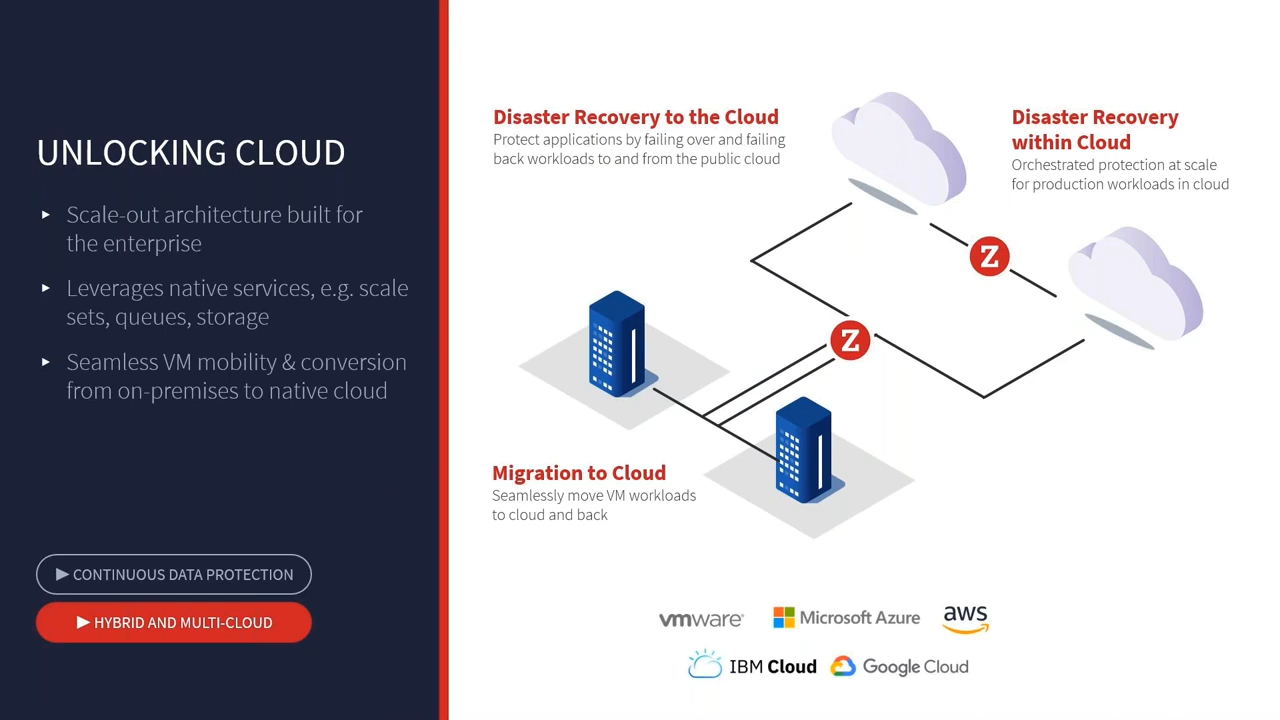 UNLOCKING CLOUD
▸ Scale-out architecture built for
the enterprise
▸ Leverages native services, e.g. scale
sets, queues, storage
▸ Seamless VM mobility & conversion
from on-premises to native cloud
▶ CONTINUOUS DATA PROTECTION
▶ HYBRID AND MULTI-CLOUD
Disaster Recovery to the Cloud
Protect applications by failing over and failing
back workloads to and from the public cloud
Disaster Recovery
within Cloud
Orchestrated protection at scale
for production workloads in cloud
Z
Z
Migration to Cloud
Seamlessly move VM workloads
to cloud and back
vmware® Microsoft Azure aws
IBM Cloud Google Cloud